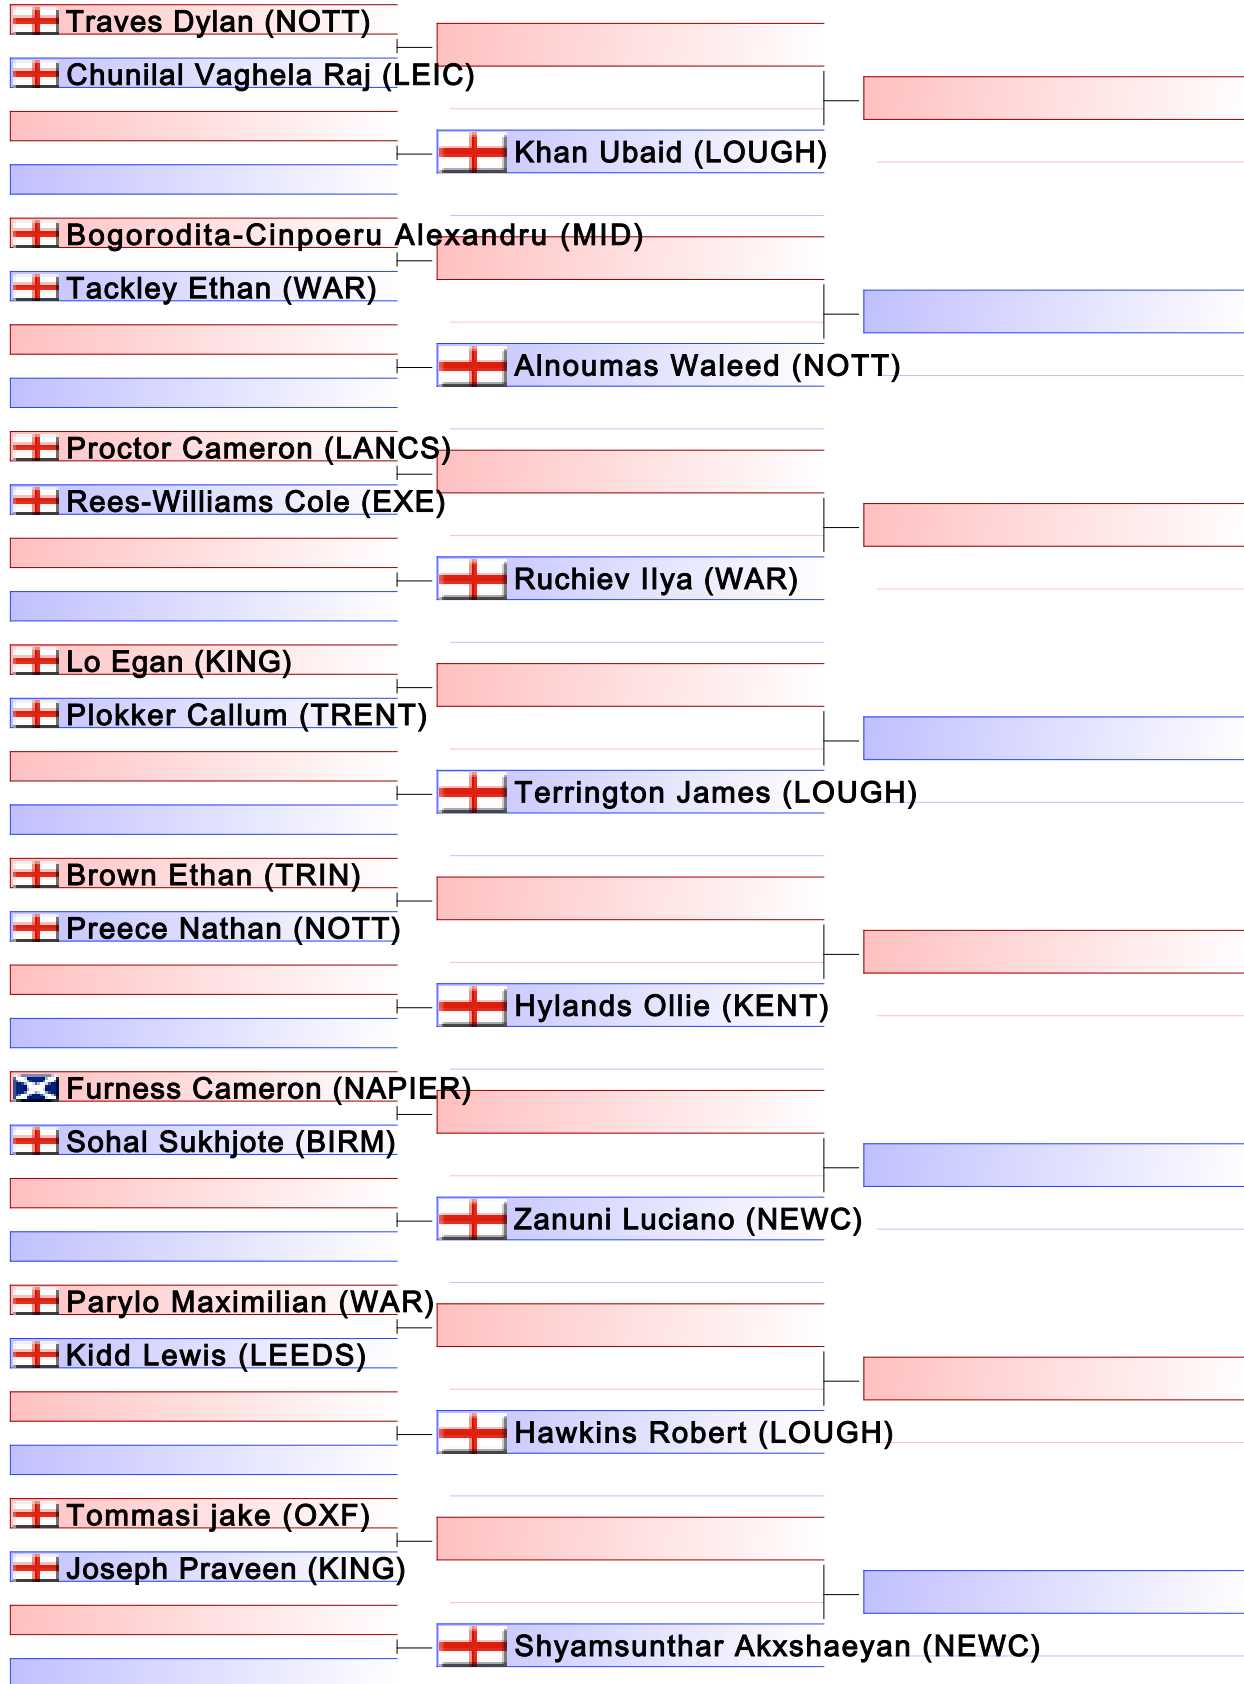 Traves Dylan (NOTT)
Chunilal Vaghela Raj (LEIC)
Khan Ubaid (LOUGH)
Bogorodita-Cinpoeru Alexandru (MID)
Tackley Ethan (WAR)
Alnoumas Waleed (NOTT)
Proctor Cameron (LANCS)
Rees-Williams Cole (EXE)
Ruchiev Ilya (WAR)
Lo Egan (KING)
Plokker Callum (TRENT)
Terrington James (LOUGH)
Brown Ethan (TRIN)
Preece Nathan (NOTT)
Hylands Ollie (KENT)
Furness Cameron (NAPIER)
Sohal Sukhjote (BIRM)
Zanuni Luciano (NEWC)
Parylo Maximilian (WAR)
Kidd Lewis (LEEDS)
Hawkins Robert (LOUGH)
Tommasi jake (OXF)
Joseph Praveen (KING)
Shyamsunthar Akxshaeyan (NEWC)